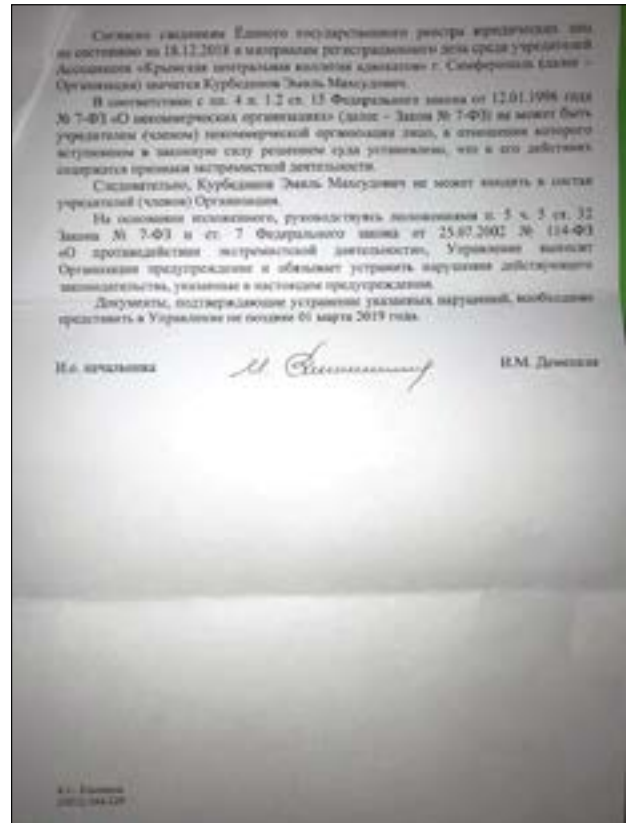 Согласно сведениям Единого государственного реестра юридических лиц
по состоянию на 18.12.2018 и материалам регистрационного дела среди учредителей
Ассоциации «Крымская центральная коллегия адвокатов» г. Симферополь (далее –
Организация) значится Курбединов Эмиль Махсудович.
В соответствии с пп. 4 п. 1.2 ст. 15 Федерального закона от 12.01.1996 года
№ 7-ФЗ «О некоммерческих организациях» (далее – Закон № 7-ФЗ) не может быть
учредителем (членом) некоммерческой организации лицо, в отношении которого
вступившим в законную силу решением суда установлено, что в его действиях
содержатся признаки экстремистской деятельности.
Следовательно, Курбединов Эмиль Махсудович не может входить в состав
учредителей (членов) Организации.
На основании изложенного, руководствуясь положениями п. 5 ч. 5 ст. 32
Закона № 7-ФЗ и ст. 7 Федерального закона от 25.07.2002 № 114-ФЗ
«О противодействии экстремистской деятельности», Управление выносит
Организации предупреждение и обязывает устранить нарушения действующего
законодательства, указанные в настоящем предупреждении.
Документы, подтверждающие устранение указанных нарушений, необходимо
представить в Управление не позднее 01 марта 2019 года.
И.о. начальника И.М.